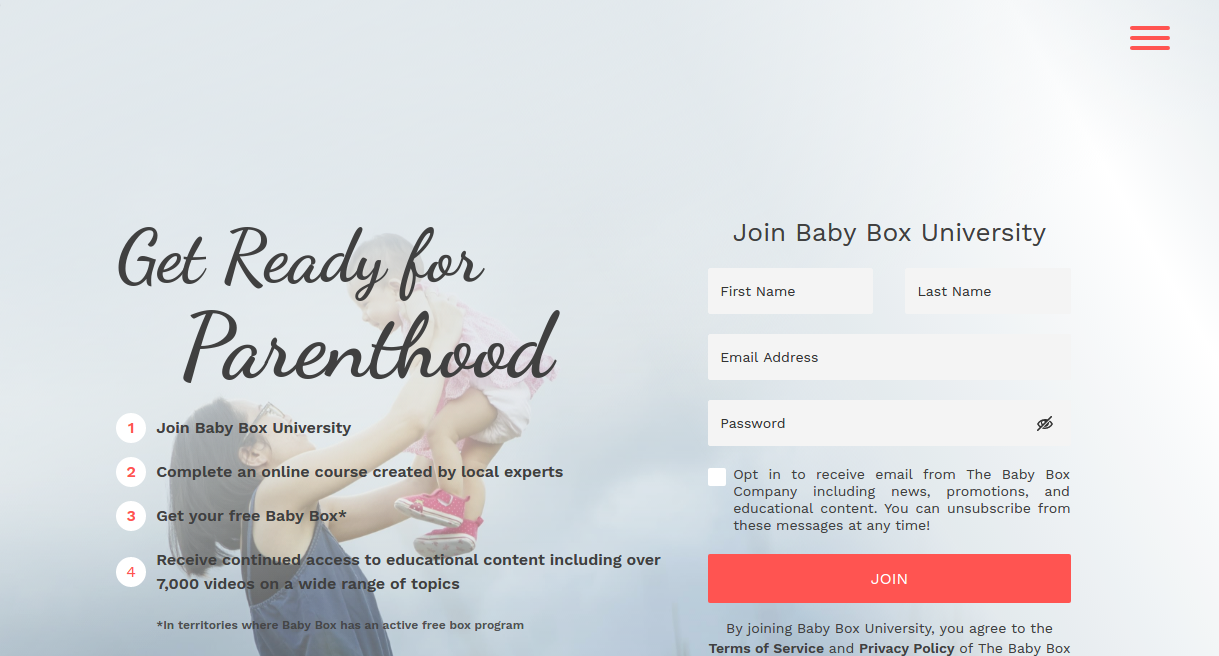 Get Ready for
Parenthood
1 Join Baby Box University
2 Complete an online course created by local experts
3 Get your free Baby Box*
4 Receive continued access to educational content including over
7,000 videos on a wide range of topics
*In territories where Baby Box has an active free box program
Join Baby Box University
First Name Last Name
Email Address
Password
Opt in to receive email from The Baby Box
Company including news, promotions, and
educational content. You can unsubscribe from
these messages at any time!
JOIN
By joining Baby Box University, you agree to the
Terms of Service and Privacy Policy of The Baby Box